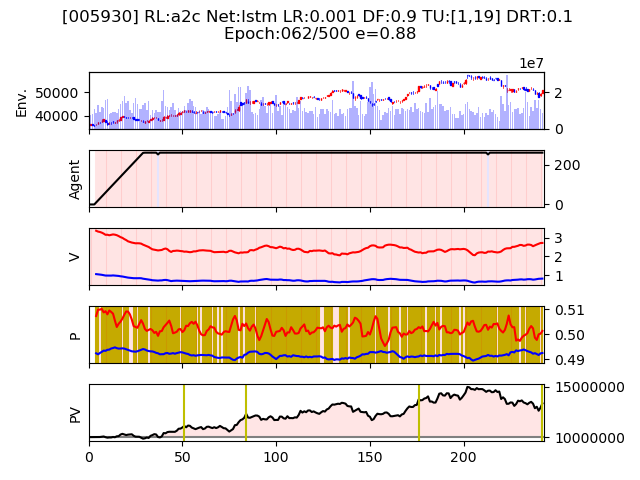 [005930] RL:a2c Net:lstm LR:0.001 DF:0.9 TU:[1,19] DRT:0.1
Epoch:062/500 e=0.88
1e7
Env.
50000
40000
2
0
Agent
200
0
V
3
2
1
P
0.51
0.50
0.49
PV
15000000
10000000
0
50
100
150
200